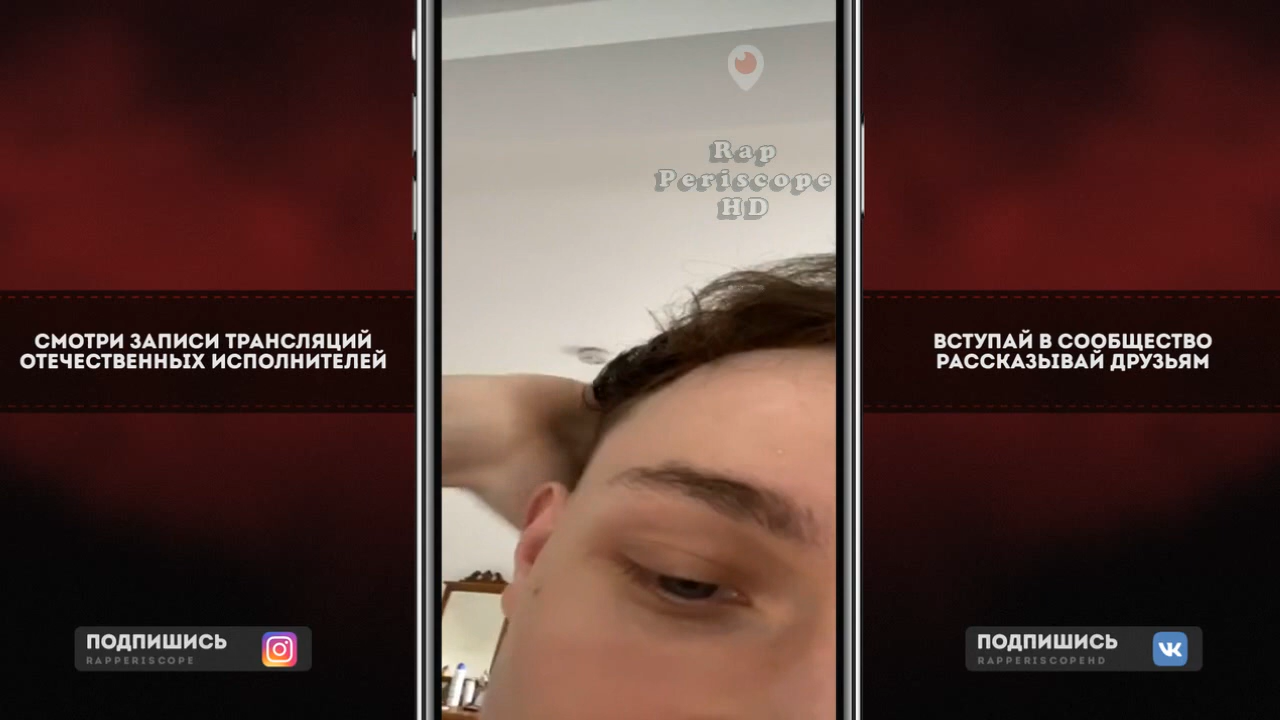 Rap
Periscope
HD
СМОТРИ ЗАПИСИ ТРАНСЛЯЦИЙ
ОТЕЧЕСТВЕННЫХ ИСПОЛНИТЕЛЕЙ
ВСТУПАЙ В СООБЩЕСТВО
РАССКАЗЫВАЙ ДРУЗЬЯМ
ПОДПИШИСЬ
RAPPERISCOPE
ПОДПИШИСЬ
RAPPERISCOPEHD